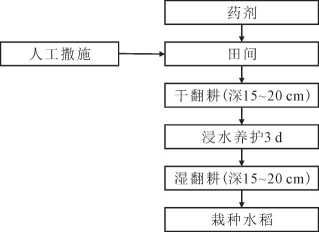 药剂
人工撒施
田间
干翻耕(深15~20 cm)
浸水养护3 d
湿翻耕(深15~20 cm)
栽种水稻